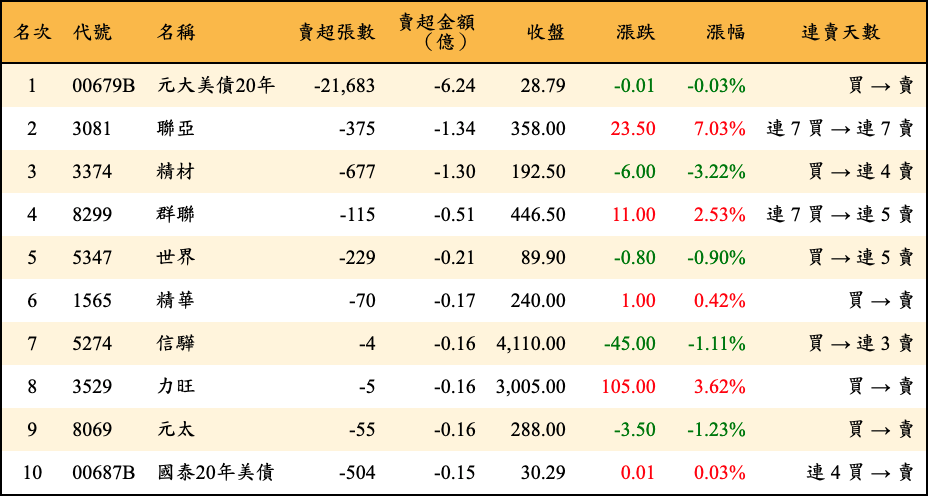 名次 代號 名稱 賣超張數 賣超金額（億） 收盤 漲跌 漲幅 連賣天數
1 00679B 元大美債20年 -21,683 -6.24 28.79 -0.01 -0.03% 買 → 賣
2 3081 聯亞 -375 -1.34 358.00 23.50 7.03% 連 7 買 → 連 7 賣
3 3374 精材 -677 -1.30 192.50 -6.00 -3.22% 買 → 連 4 賣
4 8299 群聯 -115 -0.51 446.50 11.00 2.53% 連 7 買 → 連 5 賣
5 5347 世界 -229 -0.21 89.90 -0.80 -0.90% 買 → 連 5 賣
6 1565 精華 -70 -0.17 240.00 1.00 0.42% 買 → 賣
7 5274 信驊 -4 -0.16 4,110.00 -45.00 -1.11% 買 → 連 3 賣
8 3529 力旺 -5 -0.16 3,005.00 105.00 3.62% 買 → 賣
9 8069 元太 -55 -0.16 288.00 -3.50 -1.23% 買 → 賣
10 00687B 國泰20年美債 -504 -0.15 30.29 0.01 0.03% 連 4 買 → 賣